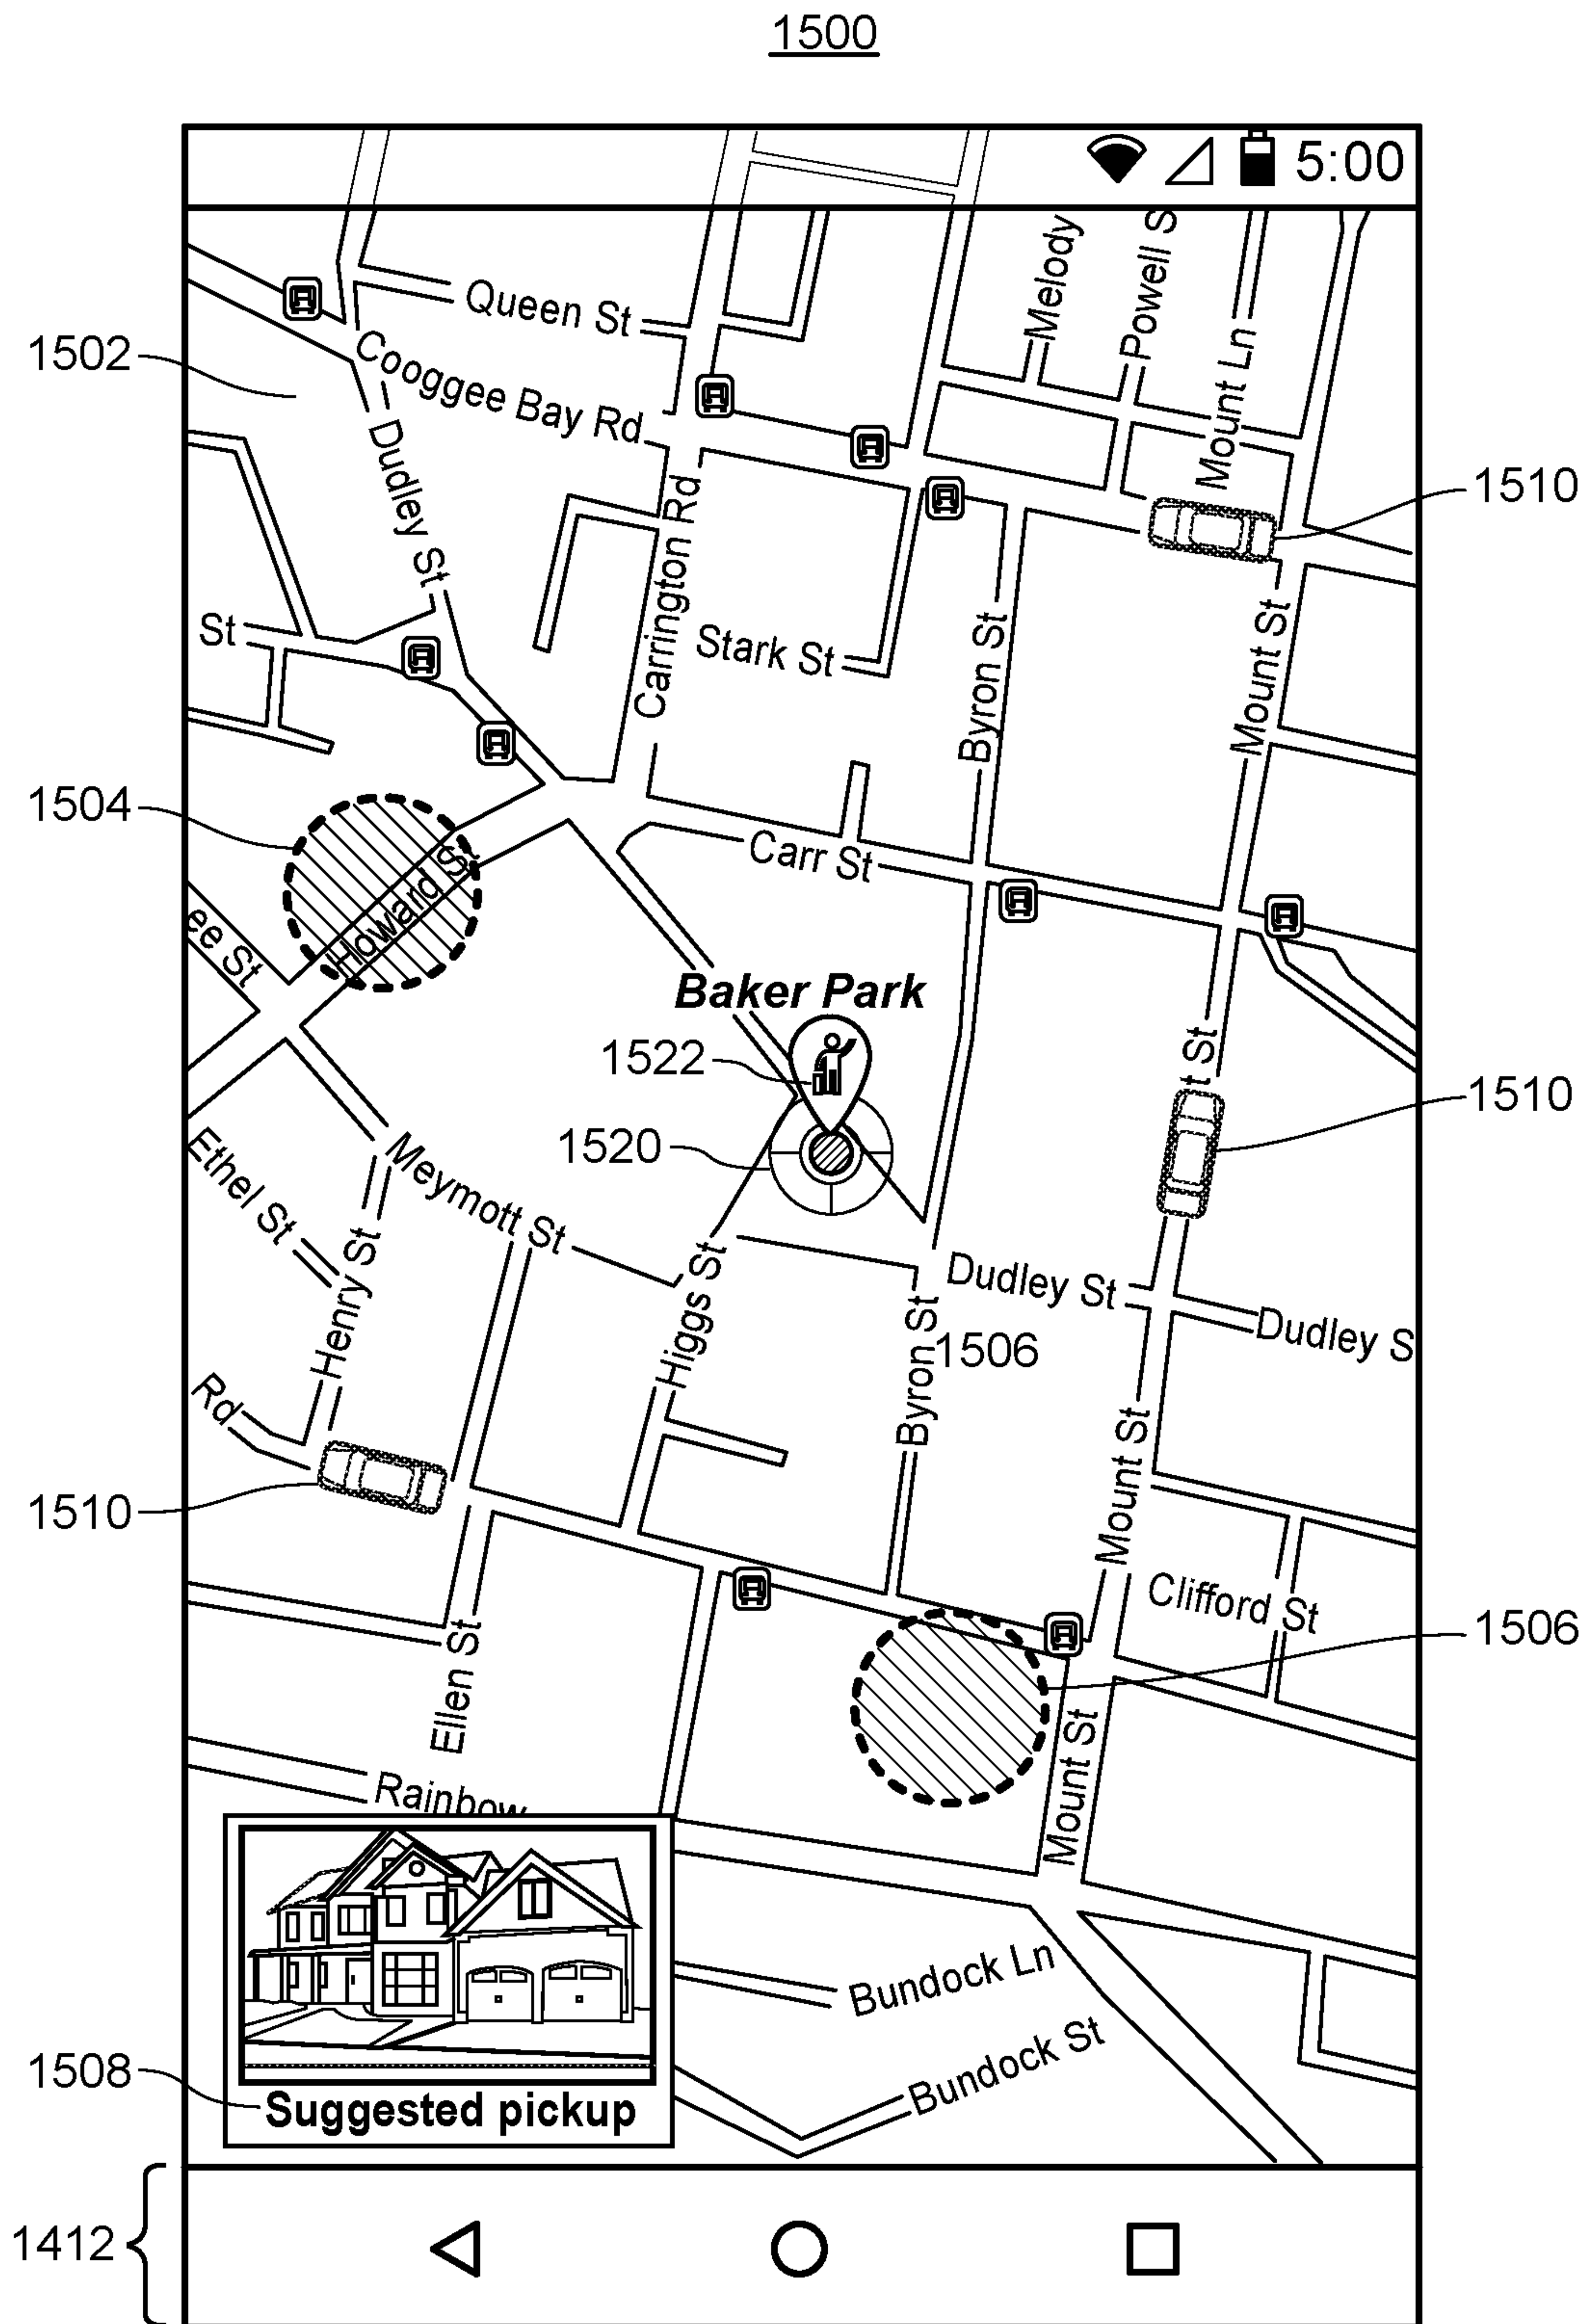 1500
5:00
Melody
Powell S
Queen St
Mount Ln
1502
Cooggee Bay Rd
Dudley St
1510
Carrington Rd
St
Stark St
Byron St
Mount St
1504
Carr St
Howard St
ee St
Baker Park
1522
t St
1510
1520
Ethel St
Meymott St
Henry St
Higgs St
Dudley St
Dudley S
Byron St
1506
Rd
Mount St
1510
Clifford St
1506
Ellen St
Mount St
Rainbow
Bundock Ln
Bundock St
1508
Suggested pickup
1412